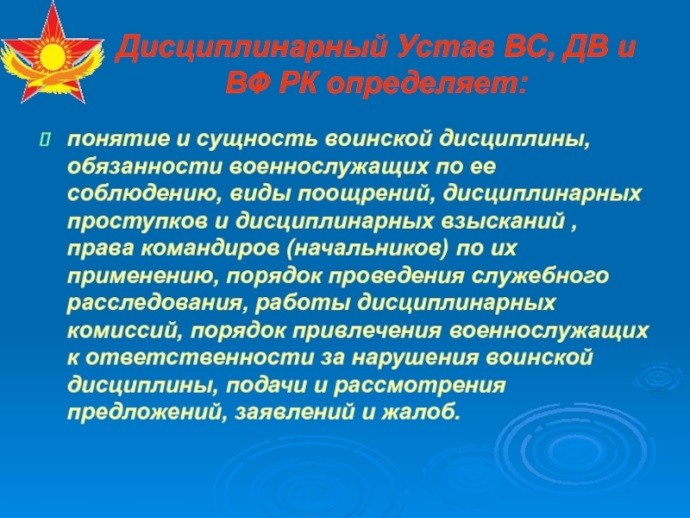 Дисциплинарный Устав ВС, ДВ и
ВФ РК определяет:
понятие и сущность воинской дисциплины,
обязанности военнослужащих по ее
соблюдению, виды поощрений, дисциплинарных
проступков и дисциплинарных взысканий ,
права командиров (начальников) по их
применению, порядок проведения служебного
расследования, работы дисциплинарных
комиссий, порядок привлечения военнослужащих
к ответственности за нарушения воинской
дисциплины, подачи и рассмотрения
предложений, заявлений и жалоб.